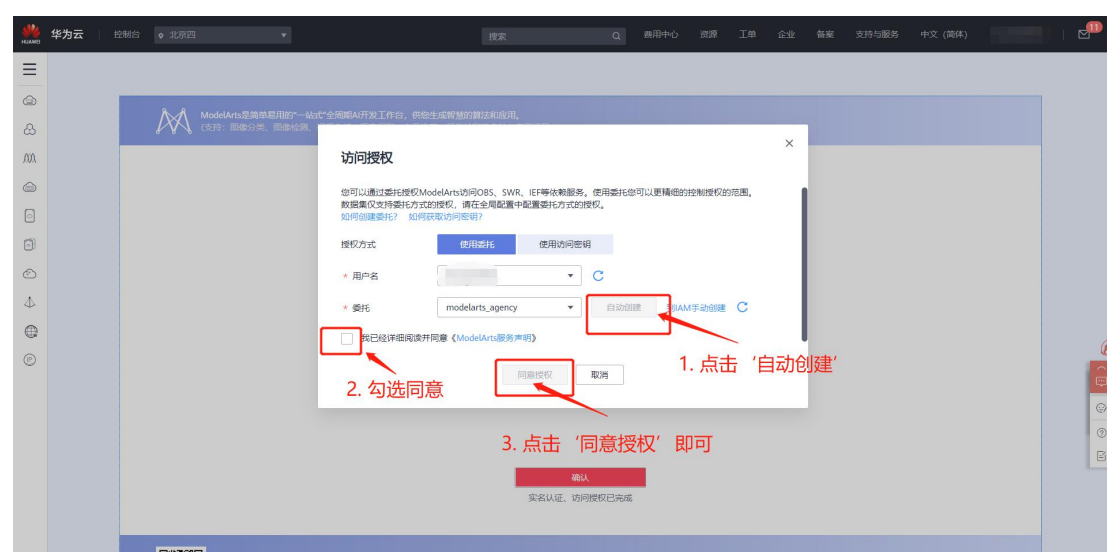 HUAWEI 华为云 控制台 北京四 搜索 费用中心 资源 工单 企业 备案 支持与服务 中文 (简体) 11
ModelArts是简单易用的“一站式”全周期AI开发工作台，供您生成智慧的算法和应用。
(支持：图像分类、图像检测、
访问授权
您可以通过委托授权ModelArts访问OBS、SWR、IEF等依赖服务。使用委托您可以更精细的控制授权的范围。
数据集仅支持委托方式的授权，请在全局配置中配置委托方式的授权。
如何创建委托? 如何获取访问密钥?
授权方式 使用委托 使用访问密钥
* 用户名
* 委托 modelarts_agency 自动创建 到IAM手动创建
我已经详细阅读并同意《ModelArts服务声明》
1. 点击‘自动创建’
同意授权 取消
2. 勾选同意
3. 点击‘同意授权’即可
确认
实名认证、访问授权已完成